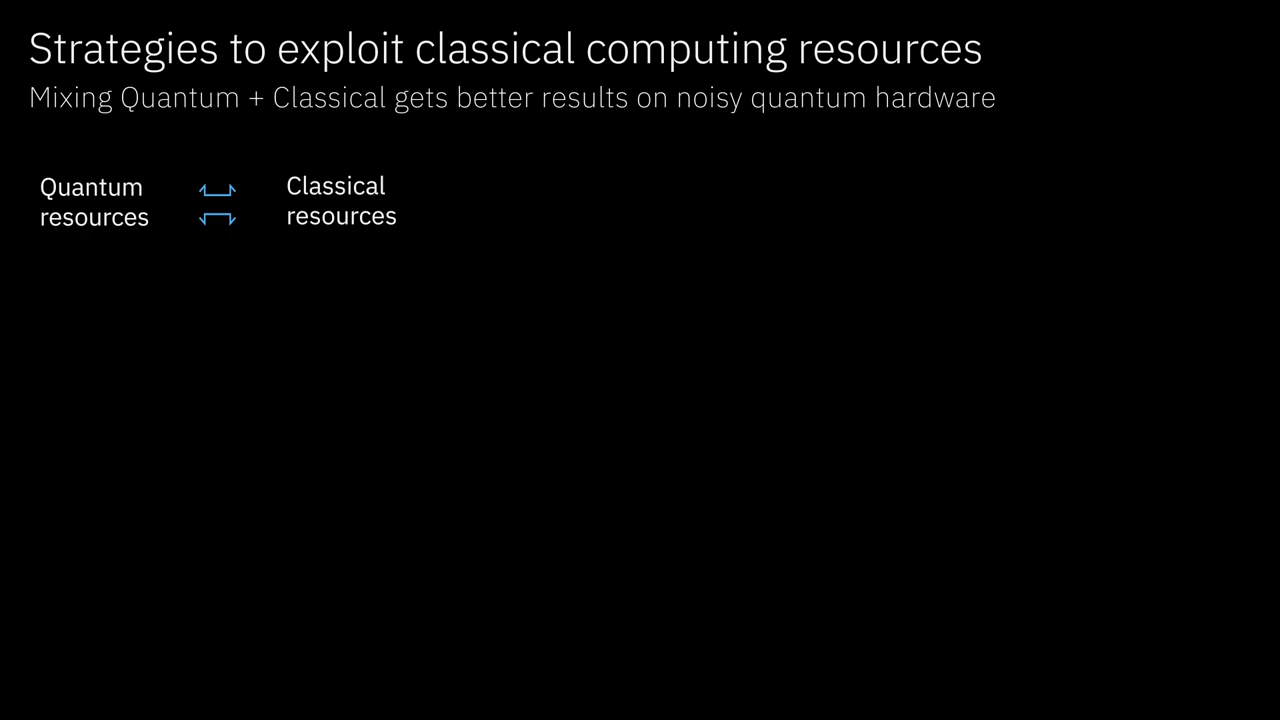 Strategies to exploit classical computing resources
Mixing Quantum + Classical gets better results on noisy quantum hardware
Quantum
resources
Classical
resources